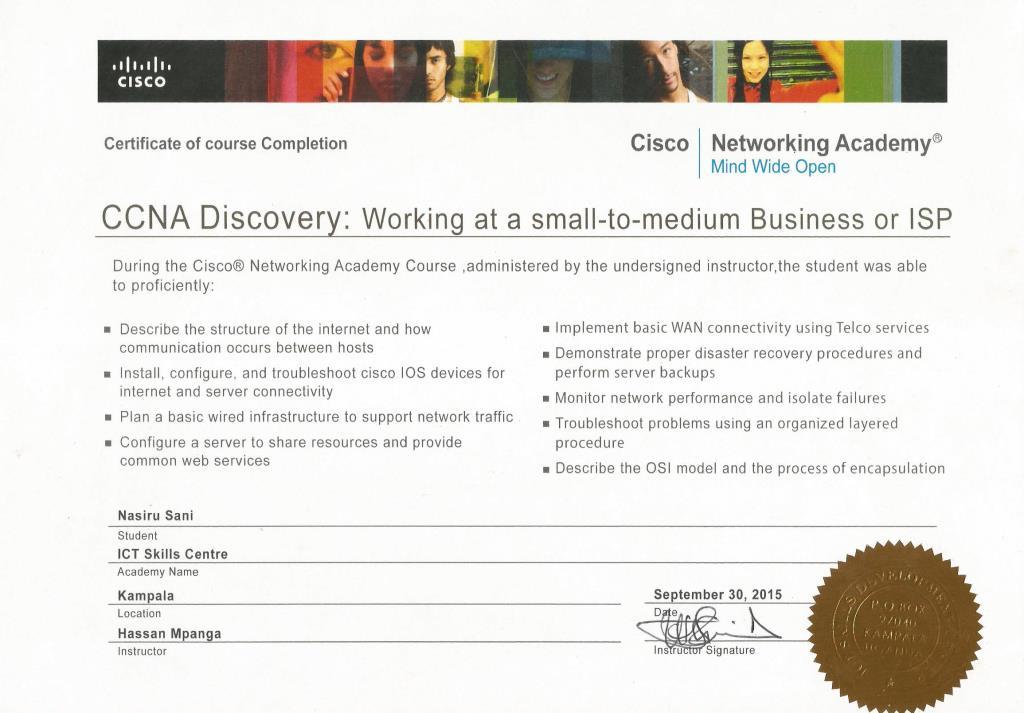 CISCO
Certificate of course Completion
Cisco
Networking Academy®
Mind Wide Open
CCNA Discovery: Working at a small-to-medium Business or ISP
During the Cisco® Networking Academy Course ,administered by the undersigned instructor,the student was able
to proficiently:
Describe the structure of the internet and how
communication occurs between hosts
Install, configure, and troubleshoot cisco IOS devices for
internet and server connectivity
Plan a basic wired infrastructure to support network traffic
Configure a server to share resources and provide
common web services
Implement basic WAN connectivity using Telco services
Demonstrate proper disaster recovery procedures and
perform server backups
Monitor network performance and isolate failures
Troubleshoot problems using an organized layered
procedure
Describe the OSI model and the process of encapsulation
Nasiru Sani
Student
ICT Skills Centre
Academy Name
Kampala
Location
Hassan Mpanga
Instructor
September 30, 2015
Date
Instructor Signature
DEVELOPMENT
P.O BOX
KAMPALA
UGANDA